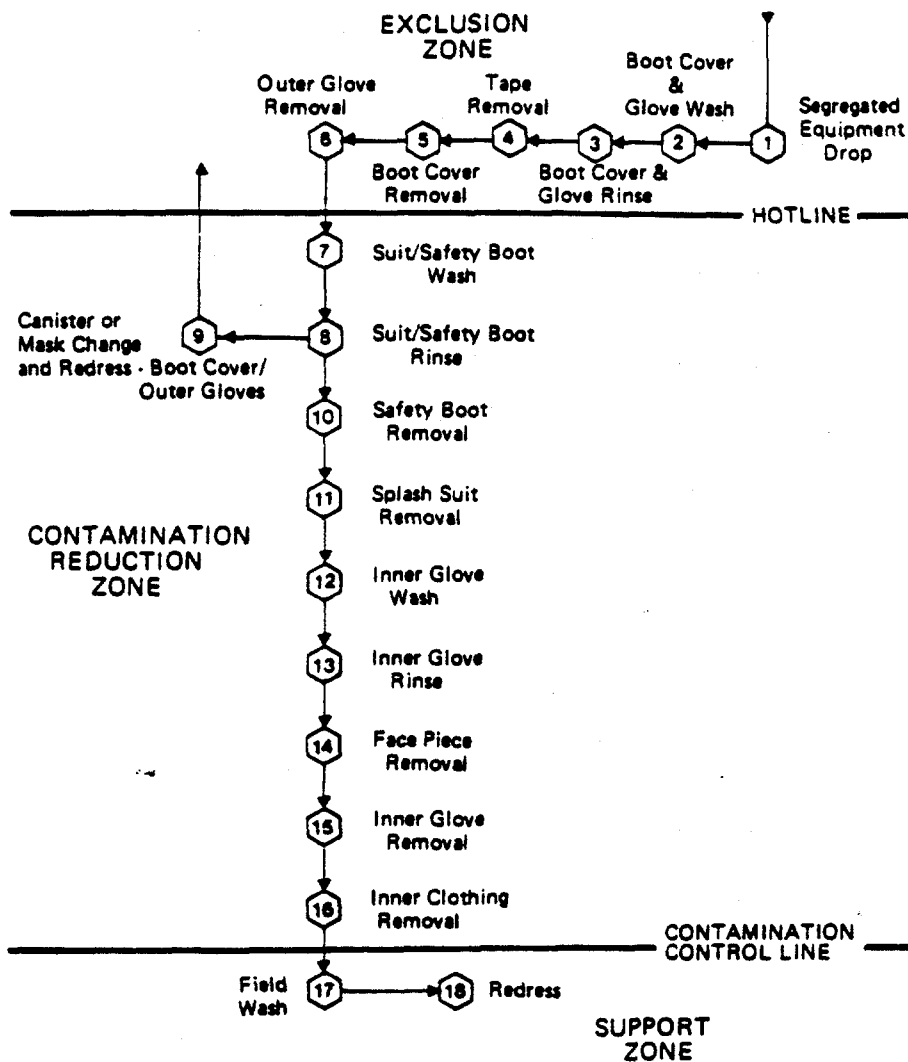 EXCLUSION
ZONE
Outer Glove
Removal
Tape
Removal
Boot Cover
&
Glove Wash
Segregated
Equipment
Drop
6
5
4
3
2
1
Boot Cover
Removal
Boot Cover &
Glove Rinse
HOTLINE
7
Suit/Safety Boot
Wash
Canister or
Mask Change
and Redress - Boot Cover/
Outer Gloves
9
8
Suit/Safety Boot
Rinse
10
Safety Boot
Removal
11
Splash Suit
Removal
CONTAMINATION
REDUCTION
ZONE
12
Inner Glove
Wash
13
Inner Glove
Rinse
14
Face Piece
Removal
15
Inner Glove
Removal
16
Inner Clothing
Removal
CONTAMINATION
CONTROL LINE
Field
Wash
17
18
Redress
SUPPORT
ZONE